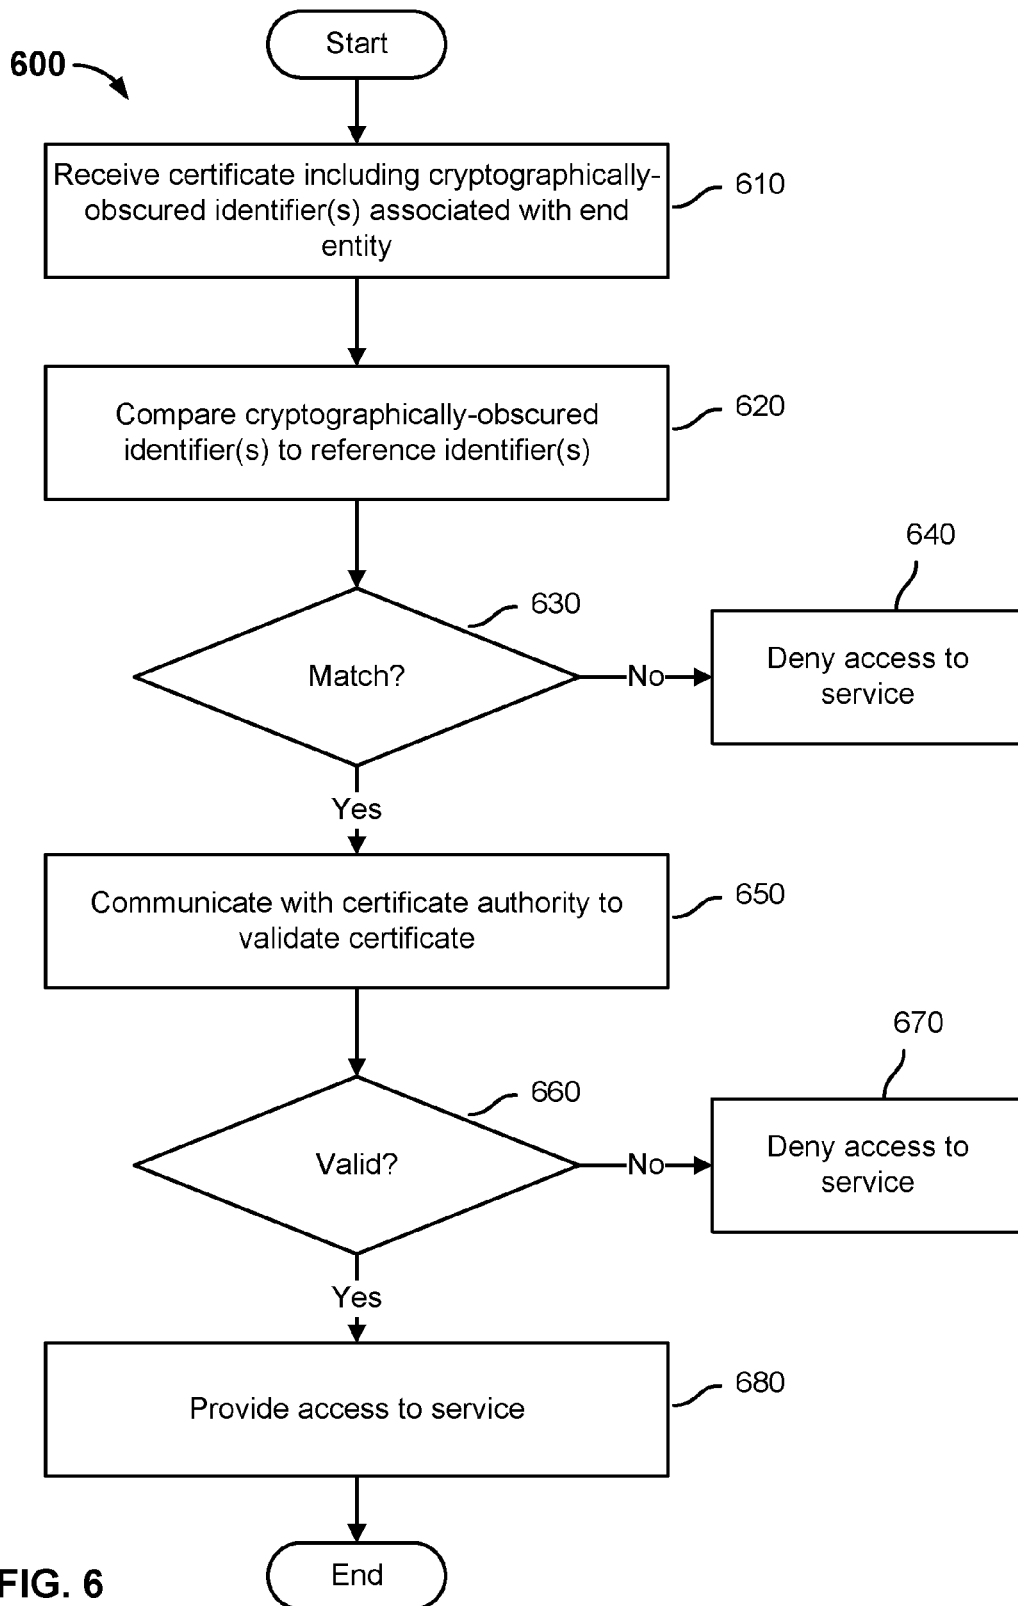 Start
600
Receive certificate including cryptographically-
obscured identifier(s) associated with end
entity
610
Compare cryptographically-obscured
identifier(s) to reference identifier(s)
620
640
630
Match?
No
Deny access to
service
Yes
Communicate with certificate authority to
validate certificate
650
670
660
Valid?
No
Deny access to
service
Yes
Provide access to service
680
End
FIG. 6